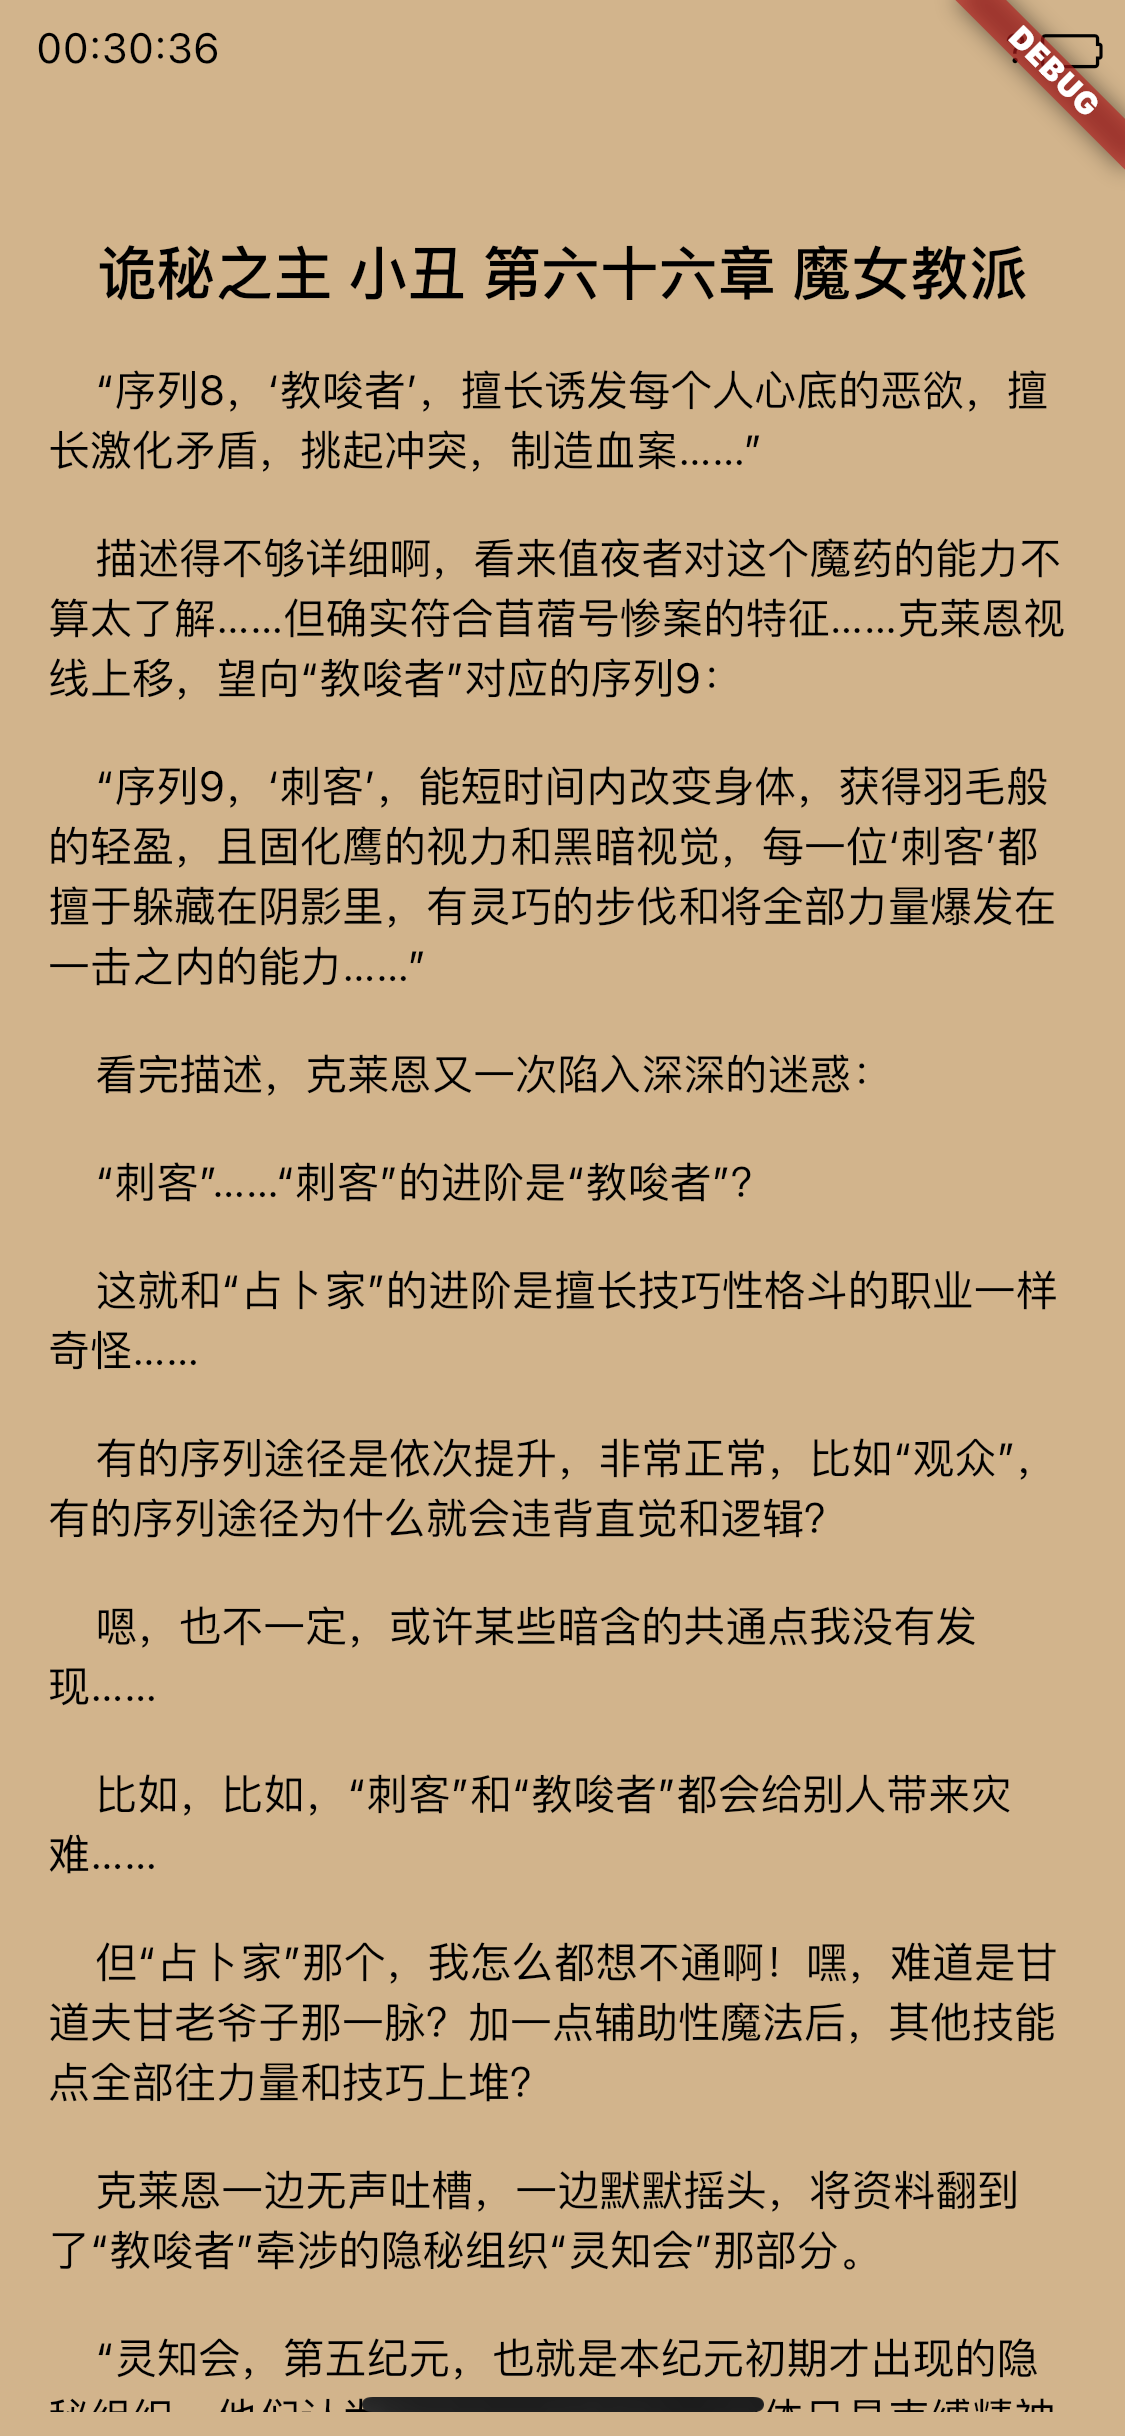 00:30:36
DEBUG
诡秘之主 小丑 第六十六章 魔女教派
“序列8，‘教唆者’，擅长诱发每个人心底的恶欲，擅
长激化矛盾，挑起冲突，制造血案……”
描述得不够详细啊，看来值夜者对这个魔药的能力不
算太了解……但确实符合苜蓿号惨案的特征……克莱恩视
线上移，望向“教唆者”对应的序列9：
“序列9，‘刺客’，能短时间内改变身体，获得羽毛般
的轻盈，且固化鹰的视力和黑暗视觉，每一位‘刺客’都
擅于躲藏在阴影里，有灵巧的步伐和将全部力量爆发在
一击之内的能力……”
看完描述，克莱恩又一次陷入深深的迷惑：
“刺客”……“刺客”的进阶是“教唆者”?
这就和“占卜家”的进阶是擅长技巧性格斗的职业一样
奇怪……
有的序列途径是依次提升，非常正常，比如“观众”，
有的序列途径为什么就会违背直觉和逻辑?
嗯，也不一定，或许某些暗含的共通点我没有发
现……
比如，比如，“刺客”和“教唆者”都会给别人带来灾
难……
但“占卜家”那个，我怎么都想不通啊！嘿，难道是甘
道夫甘老爷子那一脉？加一点辅助性魔法后，其他技能
点全部往力量和技巧上堆?
克莱恩一边无声吐槽，一边默默摇头，将资料翻到
了“教唆者”牵涉的隐秘组织“灵知会”那部分。
“灵知会，第五纪元，也就是本纪元初期才出现的隐
秘组织，他们认为 体只是束缚精神